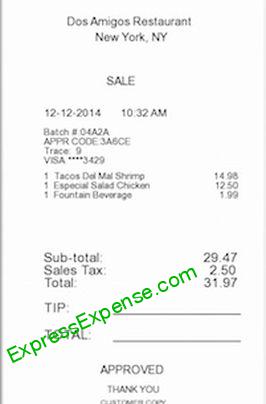 Dos Amigos Restaurant
New York, NY
SALE
12-12-2014 10:32 AM
Batch #:04A2A
APPR CODE:3A6CE
Trace: 9
VISA ****3429
1 Tacos Del Mal Shrimp 14.98
1 Especial Salad Chicken 12.50
1 Fountain Beverage 1.99
Sub-total: 29.47
Sales Tax: 2.50
Total: 31.97
TIP:
TOTAL:
ExpressExpense.com
APPROVED
THANK YOU
CUSTOMER COPY